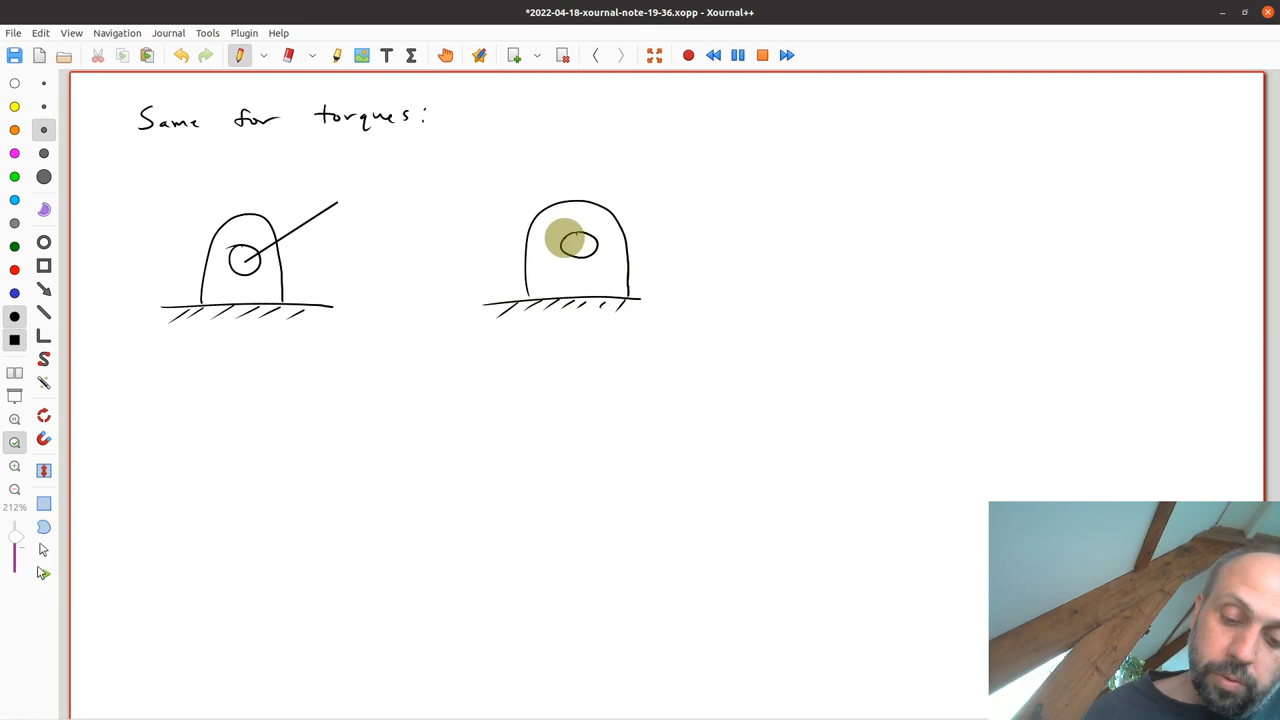 *2022-04-18-xournal-note-19-36.xopp - Xournal++
File Edit View Navigation Journal Tools Plugin Help
Same for torques:
212%